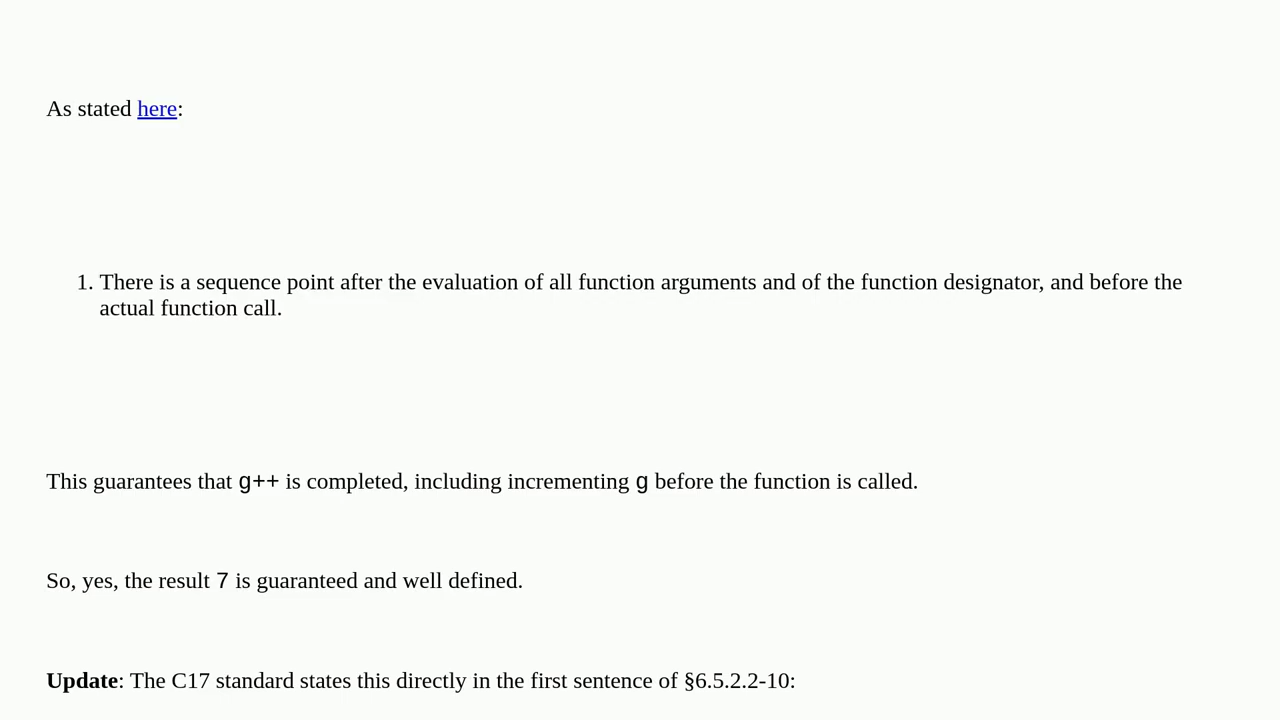 As stated here:
1. There is a sequence point after the evaluation of all function arguments and of the function designator, and before the
actual function call.
This guarantees that g++ is completed, including incrementing g before the function is called.
So, yes, the result 7 is guaranteed and well defined.
Update: The C17 standard states this directly in the first sentence of §6.5.2.2-10: